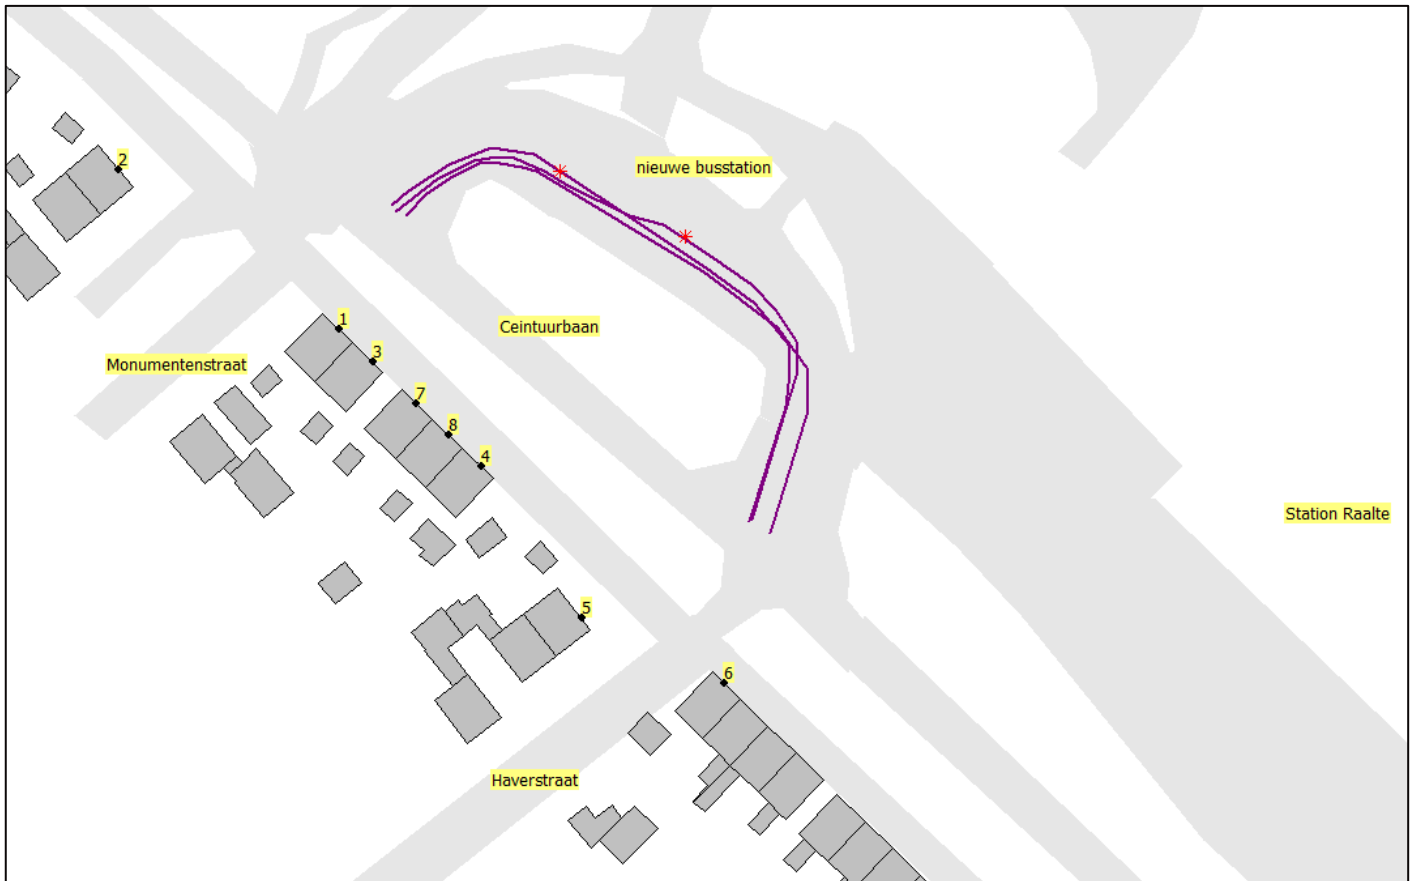 2
nieuwe busstation
1
Ceintuurbaan
3
Monumentenstraat
7
8
4
Station Raalte
5
6
Haverstraat